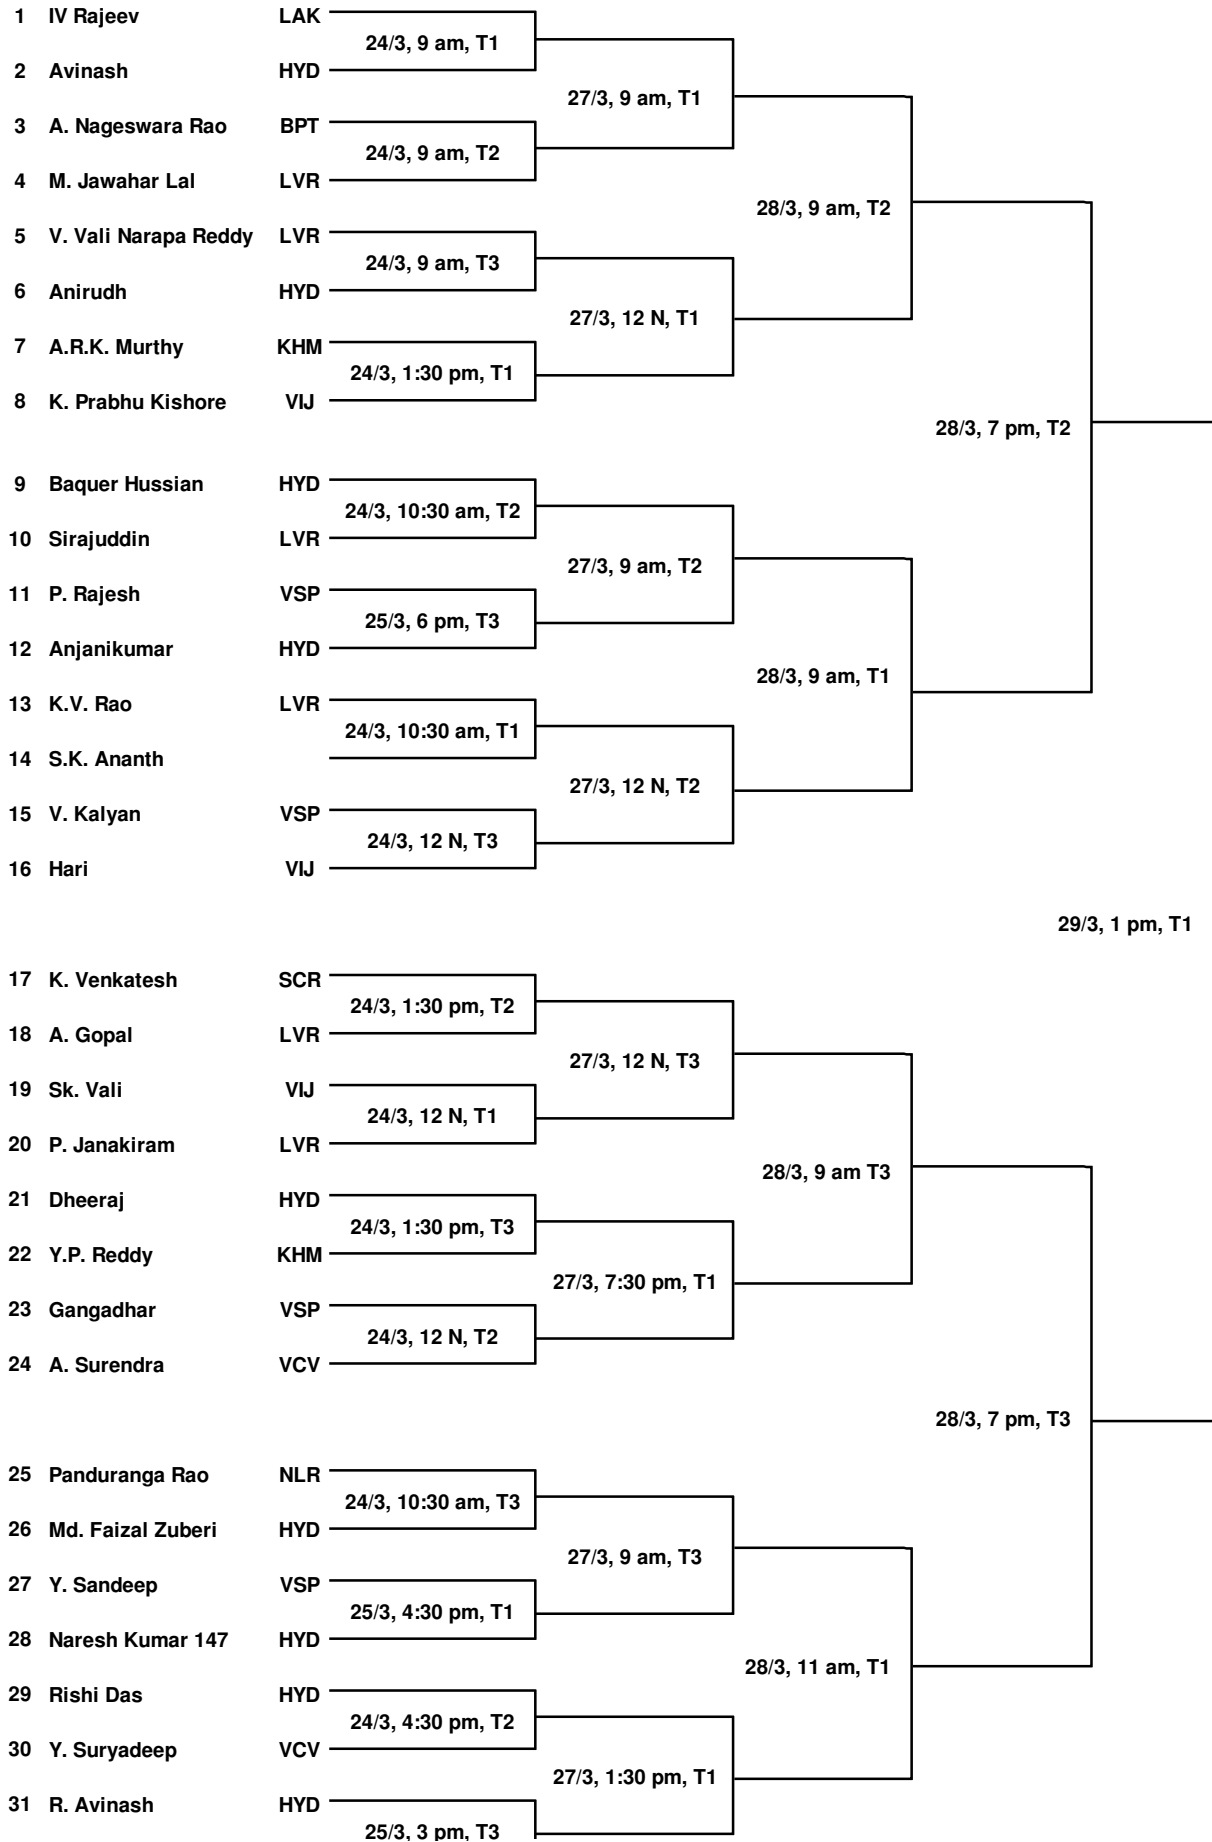 1 IV Rajeev LAK
24/3, 9 am, T1
2 Avinash HYD
27/3, 9 am, T1
3 A. Nageswara Rao BPT
24/3, 9 am, T2
4 M. Jawahar Lal LVR
28/3, 9 am, T2
5 V. Vali Narapa Reddy LVR
24/3, 9 am, T3
6 Anirudh HYD
27/3, 12 N, T1
7 A.R.K. Murthy KHM
24/3, 1:30 pm, T1
8 K. Prabhu Kishore VIJ
28/3, 7 pm, T2
9 Baquer Hussian HYD
24/3, 10:30 am, T2
10 Sirajuddin LVR
27/3, 9 am, T2
11 P. Rajesh VSP
25/3, 6 pm, T3
12 Anjanikumar HYD
28/3, 9 am, T1
13 K.V. Rao LVR
24/3, 10:30 am, T1
14 S.K. Ananth
27/3, 12 N, T2
15 V. Kalyan VSP
24/3, 12 N, T3
16 Hari VIJ
29/3, 1 pm, T1
17 K. Venkatesh SCR
24/3, 1:30 pm, T2
18 A. Gopal LVR
27/3, 12 N, T3
19 Sk. Vali VIJ
24/3, 12 N, T1
20 P. Janakiram LVR
28/3, 9 am T3
21 Dheeraj HYD
24/3, 1:30 pm, T3
22 Y.P. Reddy KHM
27/3, 7:30 pm, T1
23 Gangadhar VSP
24/3, 12 N, T2
24 A. Surendra VCV
28/3, 7 pm, T3
25 Panduranga Rao NLR
24/3, 10:30 am, T3
26 Md. Faizal Zuberi HYD
27/3, 9 am, T3
27 Y. Sandeep VSP
25/3, 4:30 pm, T1
28 Naresh Kumar 147 HYD
28/3, 11 am, T1
29 Rishi Das HYD
24/3, 4:30 pm, T2
30 Y. Suryadeep VCV
27/3, 1:30 pm, T1
31 R. Avinash HYD
25/3, 3 pm, T3